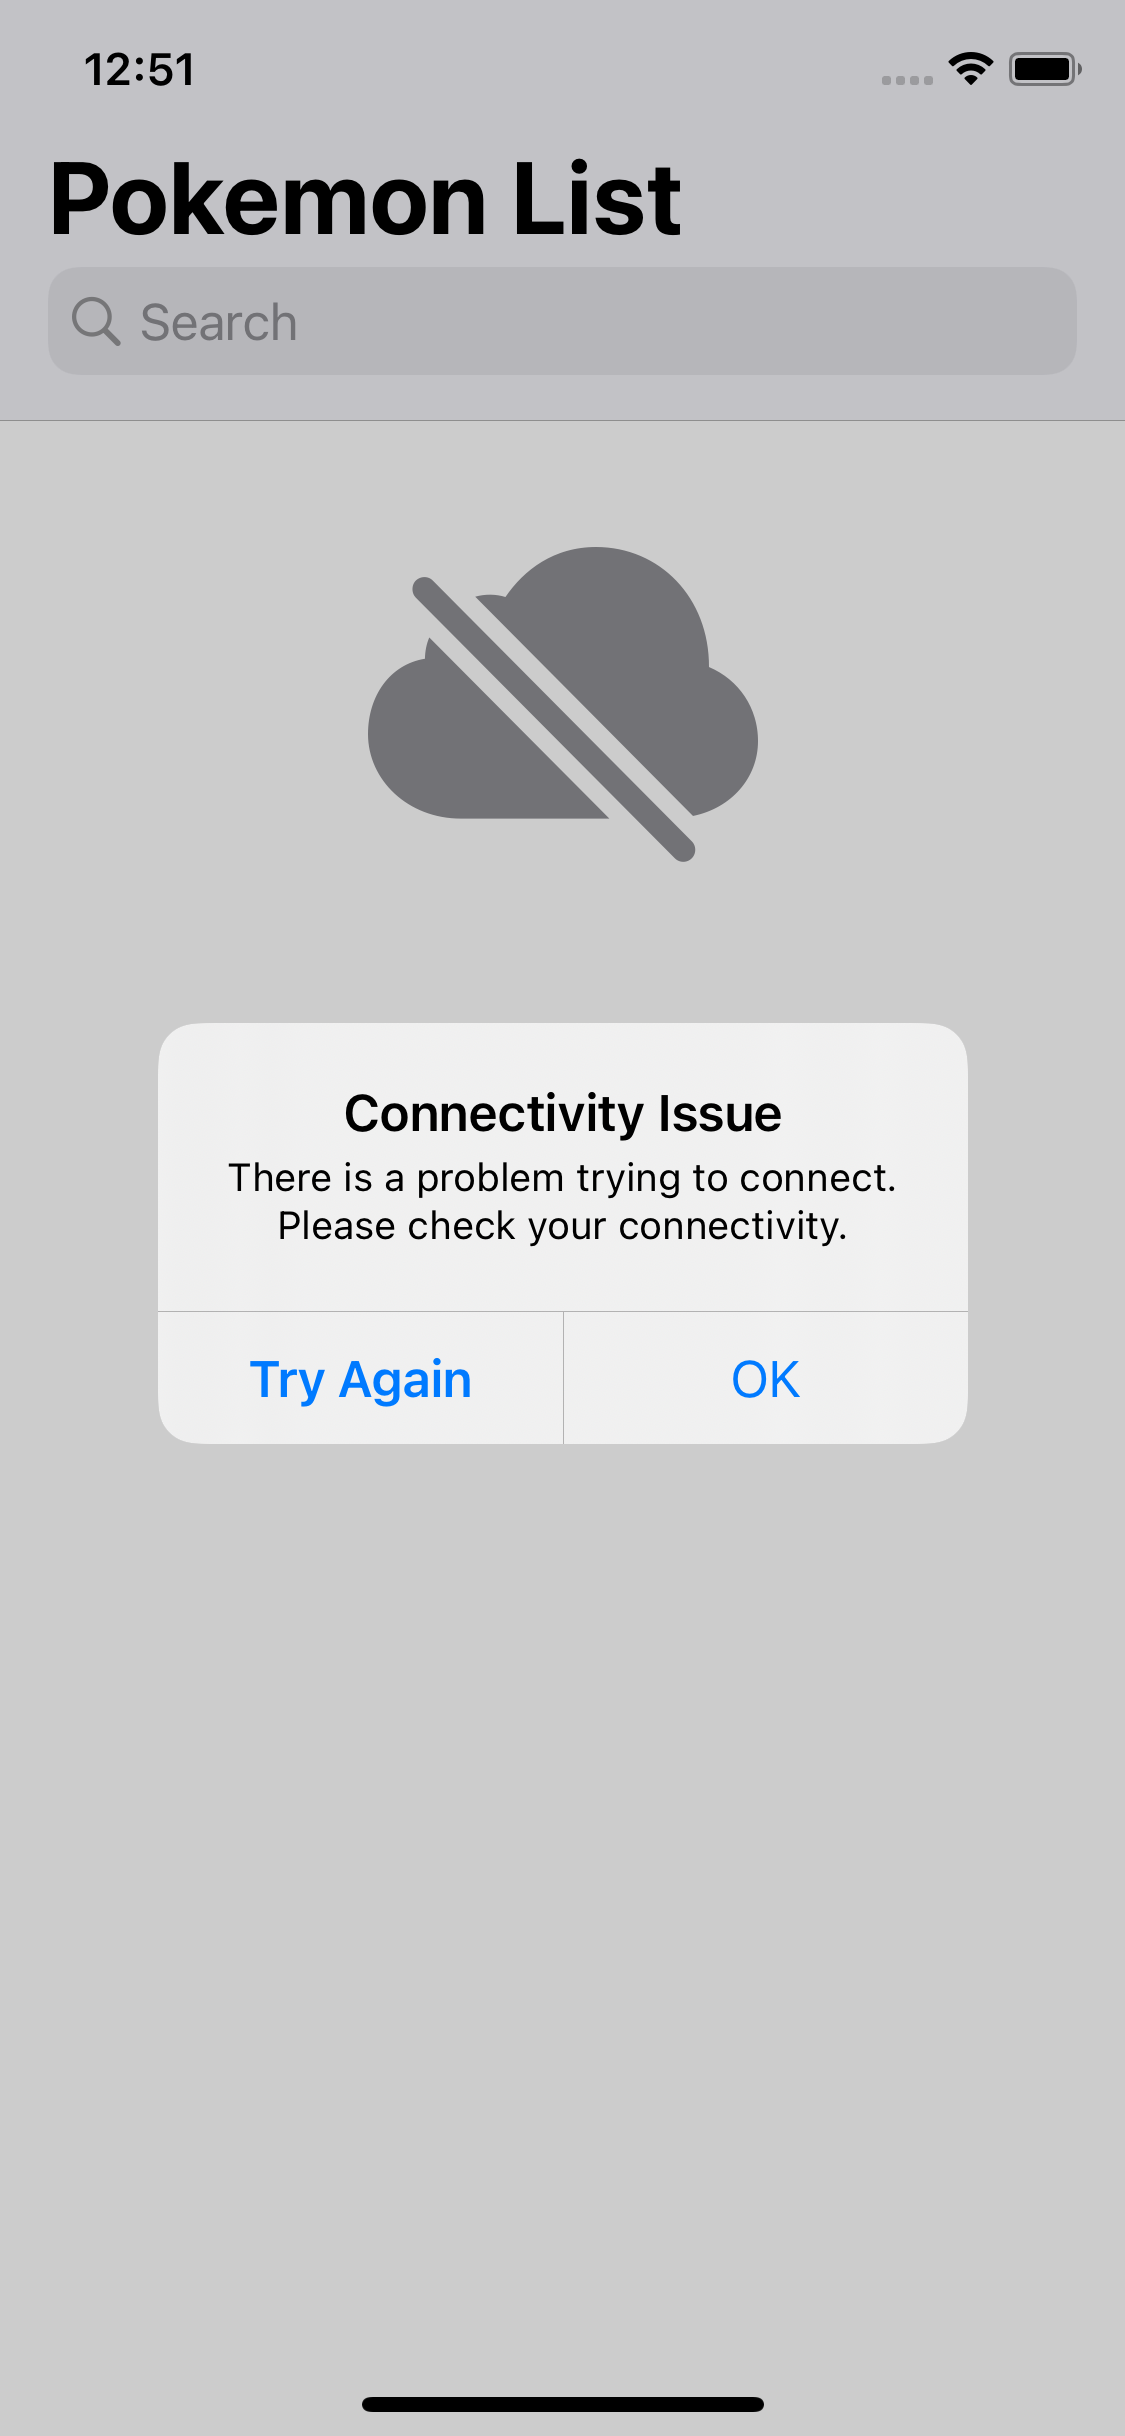 12:51
Pokemon List
Search
Connectivity Issue
There is a problem trying to connect.
Please check your connectivity.
Try Again
OK